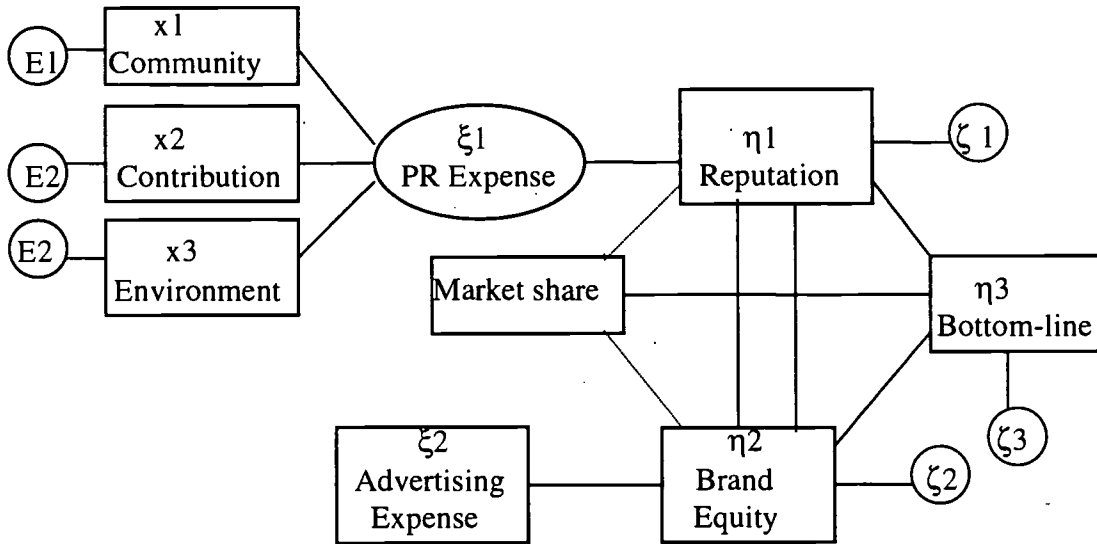 E1
x1
Community
E2
x2
Contribution
E2
x3
Environment
ξ1
PR Expense
η1
Reputation
ζ1
Market share
η3
Bottom-line
ζ3
ξ2
Advertising
Expense
η2
Brand
Equity
ζ2